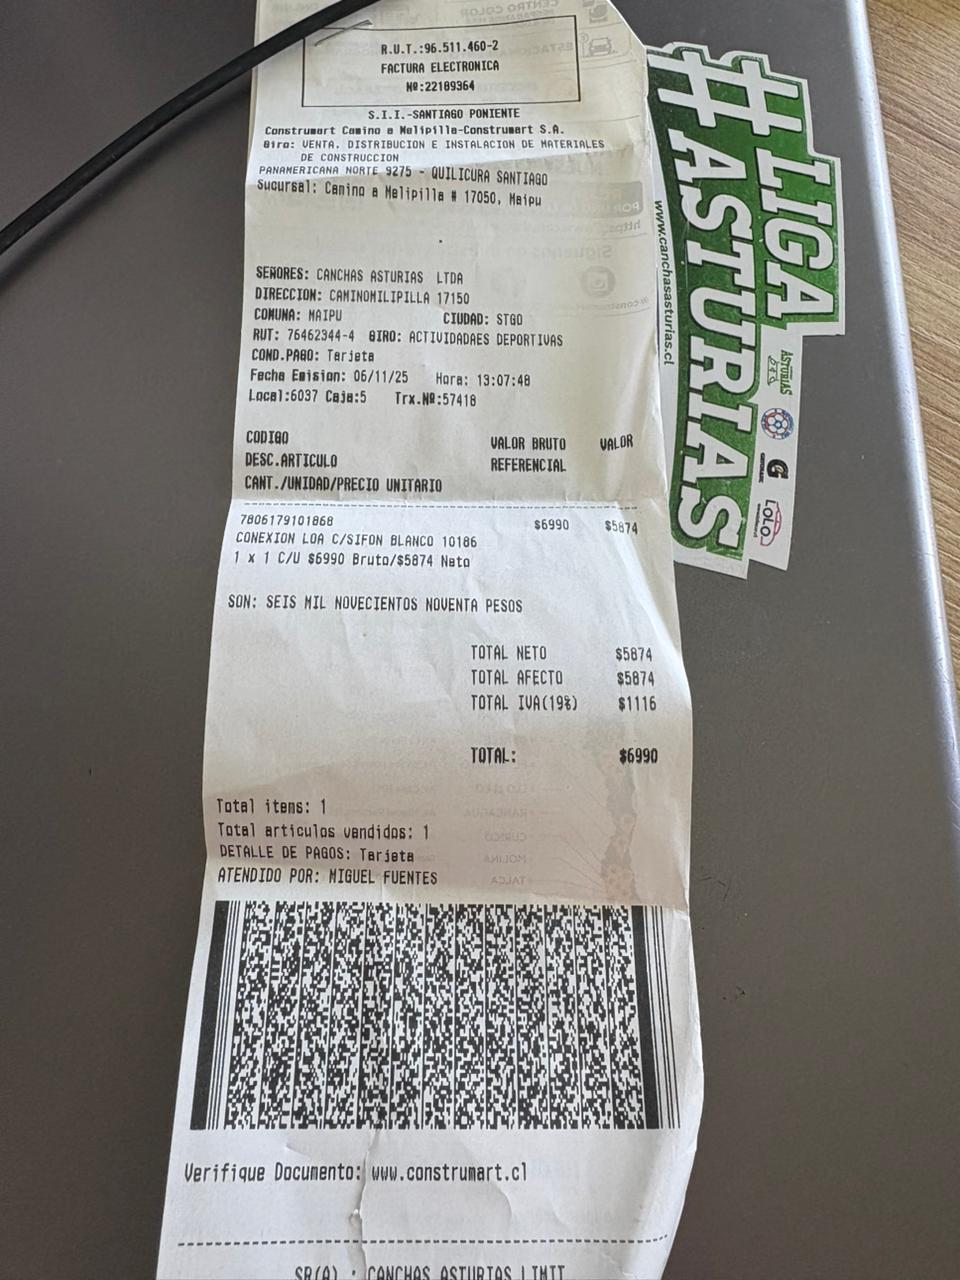 R.U.T.:96.511.460-2
FACTURA ELECTRONICA
Nº:22189364
S.I.I.-SANTIAGO PONIENTE
Construmart Camino a Melipilla-Construmart S.A.
Giro: VENTA, DISTRIBUCION E INSTALACION DE MATERIALES
DE CONSTRUCCION
PANAMERICANA NORTE 9275 - QUILICURA SANTIAGO
Sucursal: Camino a Melipilla # 17050, Maipu
SEÑORES: CANCHAS ASTURIAS LTDA
DIRECCION: CAMINOMILIPILLA 17150
COMUNA: MAIPU CIUDAD: STGO
RUT: 76462344-4 GIRO: ACTIVIDADAES DEPORTIVAS
COND.PAGO: Tarjeta
Fecha Emision: 06/11/25 Hora: 13:07:48
Local:6037 Caja:5 Trx.Nº:57418
CODIGO VALOR BRUTO VALOR
DESC.ARTICULO REFERENCIAL
CANT./UNIDAD/PRECIO UNITARIO
7806179101868 $6990 $5874
CONEXION LOA C/SIFON BLANCO 10186
1 x 1 C/U $6990 Bruto/$5874 Neto
SON: SEIS MIL NOVECIENTOS NOVENTA PESOS
TOTAL NETO $5874
TOTAL AFECTO $5874
TOTAL IVA(19%) $1116
TOTAL: $6990
Total items: 1
Total articulos vendidos: 1
DETALLE DE PAGOS: Tarjeta
ATENDIDO POR: MIGUEL FUENTES
Verifique Documento: www.construmart.cl
SR(A) : CANCHAS ASTURIAS LIMIT
#LIGA
#ASTURIAS
www.canchasasturias.cl
ASTURIAS
G
LOLO